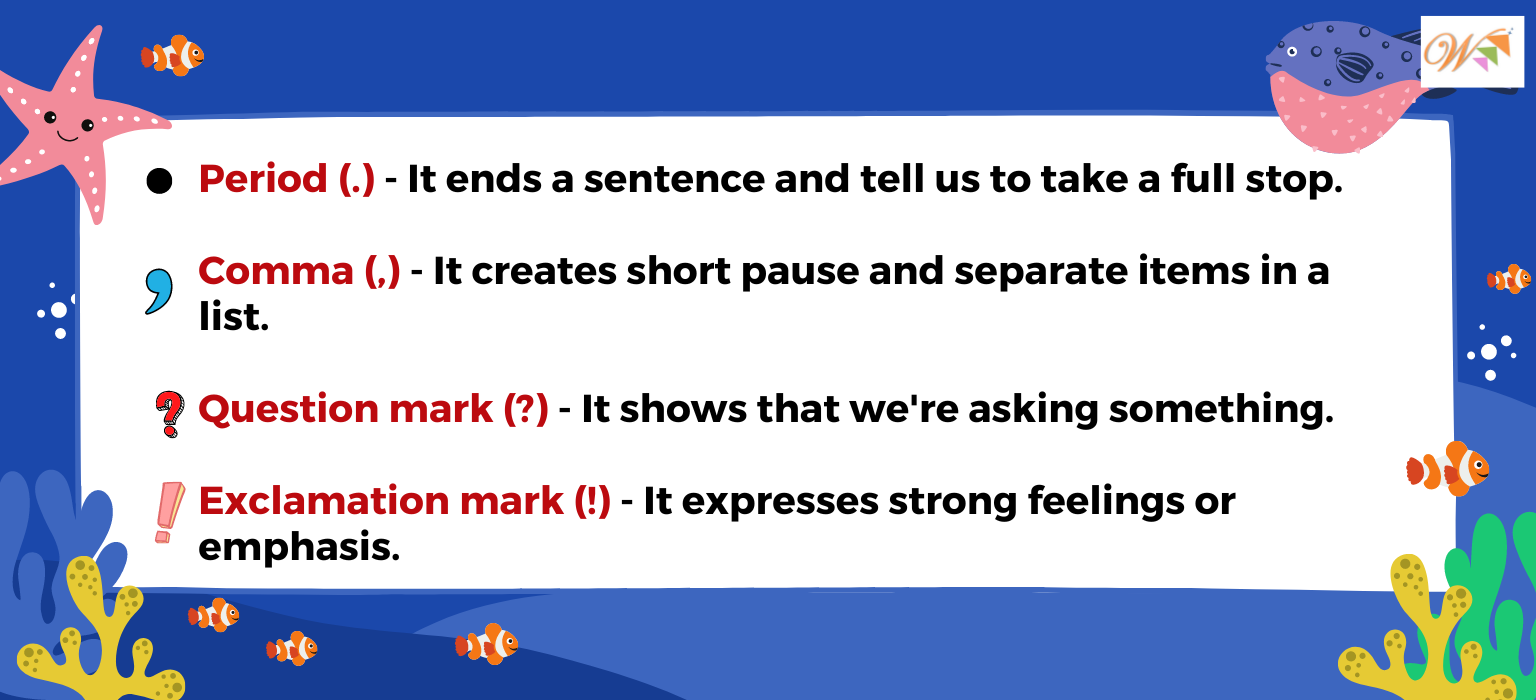 Period (.) - It ends a sentence and tell us to take a full stop.
Comma (,) - It creates short pause and separate items in a
list.
Question mark (?) - It shows that we're asking something.
Exclamation mark (!) - It expresses strong feelings or
emphasis.
W